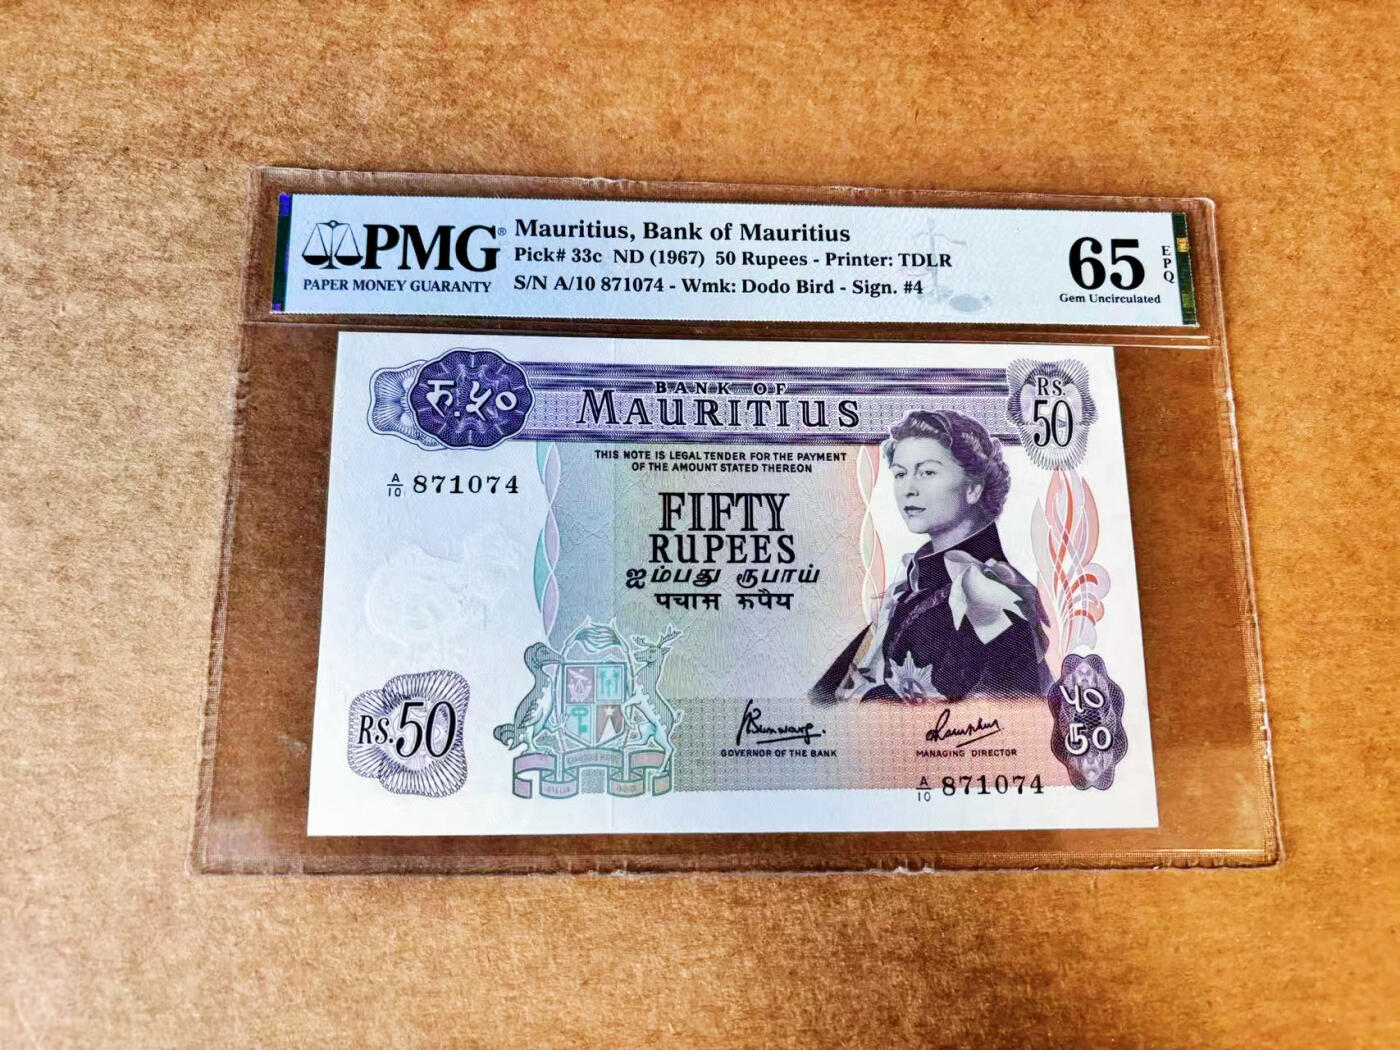 PMG®
PAPER MONEY GUARANTY
Mauritius, Bank of Mauritius
Pick# 33c ND (1967) 50 Rupees - Printer: TDLR
S/N A/10 871074 - Wmk: Dodo Bird - Sign. #4
65 EPQ
Gem Uncirculated
रु.५०
BANK OF
MAURITIUS
RS.
50
THIS NOTE IS LEGAL TENDER FOR THE PAYMENT
OF THE AMOUNT STATED THEREON
A/10 871074
FIFTY
RUPEES
ஐம்பது ரூபாய்
पचास रूपैय
RS.50
GOVERNOR OF THE BANK
MANAGING DIRECTOR
A/10 871074
50